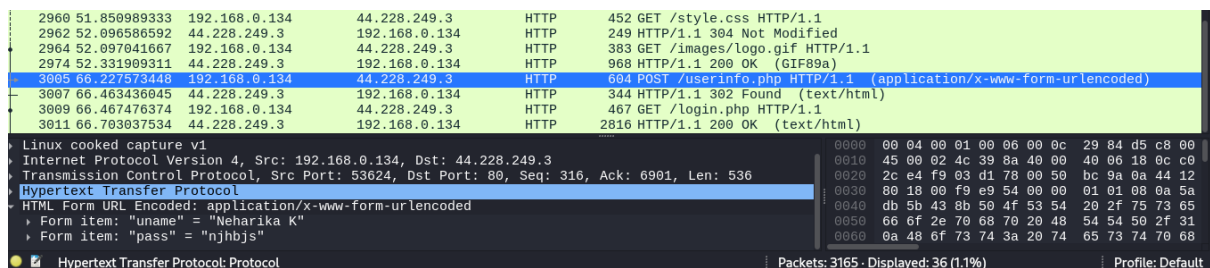 2960 51.850989333 192.168.0.134 44.228.249.3 HTTP 452 GET /style.css HTTP/1.1
2962 52.096586592 44.228.249.3 192.168.0.134 HTTP 249 HTTP/1.1 304 Not Modified
2964 52.097041667 192.168.0.134 44.228.249.3 HTTP 383 GET /images/logo.gif HTTP/1.1
2974 52.331909311 44.228.249.3 192.168.0.134 HTTP 968 HTTP/1.1 200 OK (GIF89a)
3005 66.227573448 192.168.0.134 44.228.249.3 HTTP 604 POST /userinfo.php HTTP/1.1 (application/x-www-form-urlencoded)
3007 66.463436045 44.228.249.3 192.168.0.134 HTTP 344 HTTP/1.1 302 Found (text/html)
3009 66.467476374 192.168.0.134 44.228.249.3 HTTP 467 GET /login.php HTTP/1.1
3011 66.703037534 44.228.249.3 192.168.0.134 HTTP 2816 HTTP/1.1 200 OK (text/html)
Linux cooked capture v1
Internet Protocol Version 4, Src: 192.168.0.134, Dst: 44.228.249.3
Transmission Control Protocol, Src Port: 53624, Dst Port: 80, Seq: 316, Ack: 6901, Len: 536
Hypertext Transfer Protocol
HTML Form URL Encoded: application/x-www-form-urlencoded
Form item: "uname" = "Neharika K"
Form item: "pass" = "njhbjs"
0000 00 04 00 01 00 06 00 0c 29 84 d5 c8 00
0010 45 00 02 4c 39 8a 40 00 40 06 18 0c c0
0020 2c e4 f9 03 d1 78 00 50 bc 9a 0a 44 12
0030 80 18 00 f9 e9 54 00 00 01 01 08 0a 5a
0040 db 5b 43 8b 50 4f 53 54 20 2f 75 73 65
0050 66 6f 2e 70 68 70 20 48 54 54 50 2f 31
0060 0a 48 6f 73 74 3a 20 74 65 73 74 70 68
Hypertext Transfer Protocol: Protocol
Packets: 3165 · Displayed: 36 (1.1%)
Profile: Default